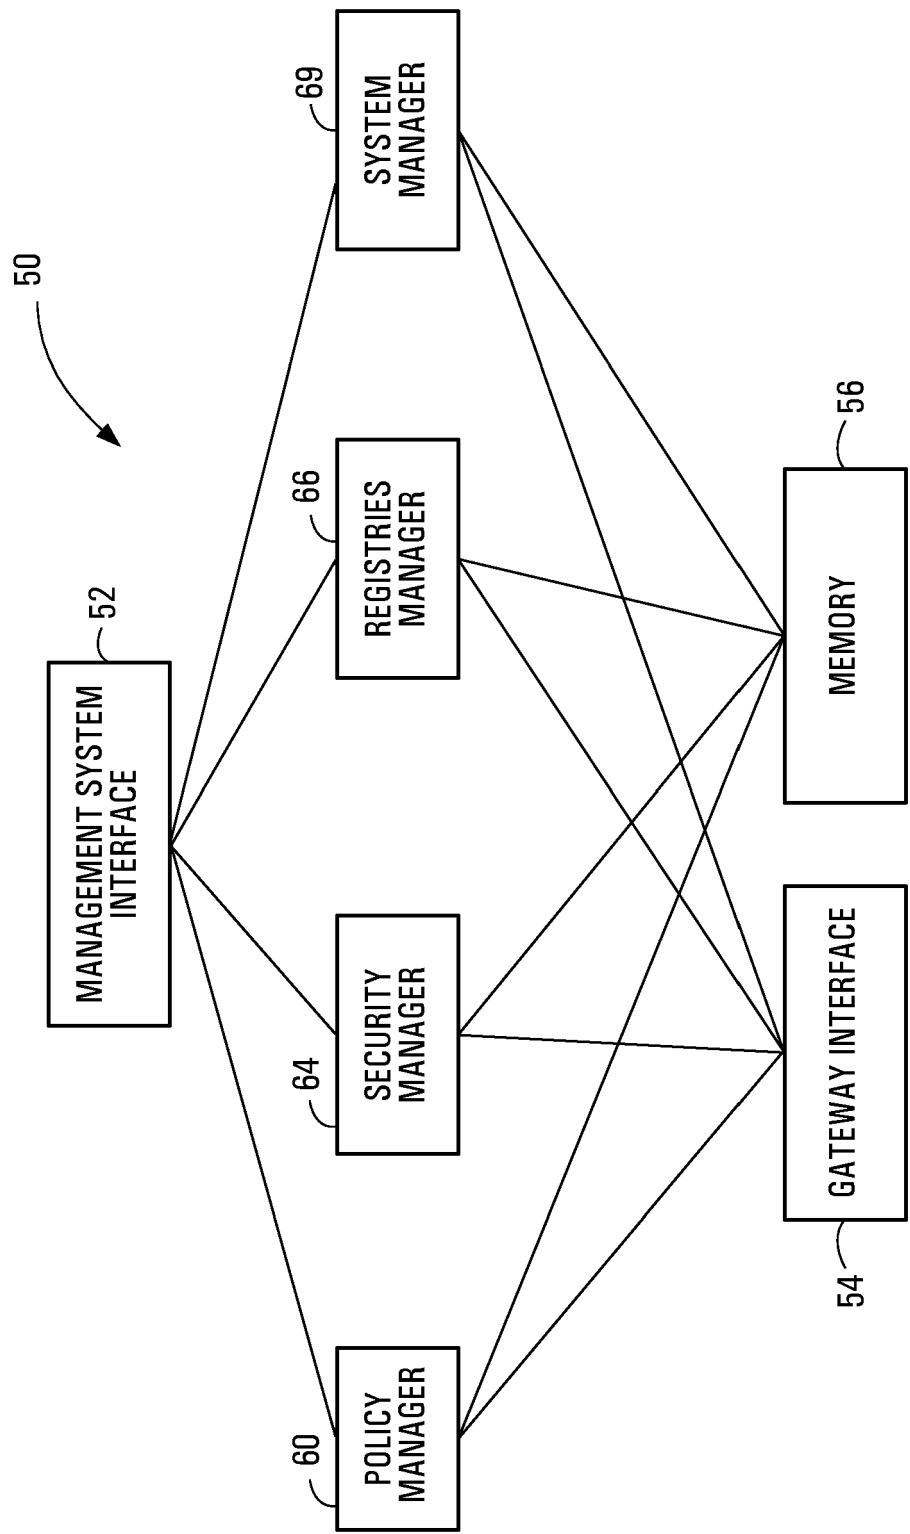 50
52
MANAGEMENT SYSTEM
INTERFACE
60
POLICY
MANAGER
64
SECURITY
MANAGER
66
REGISTRIES
MANAGER
69
SYSTEM
MANAGER
54
GATEWAY INTERFACE
56
MEMORY